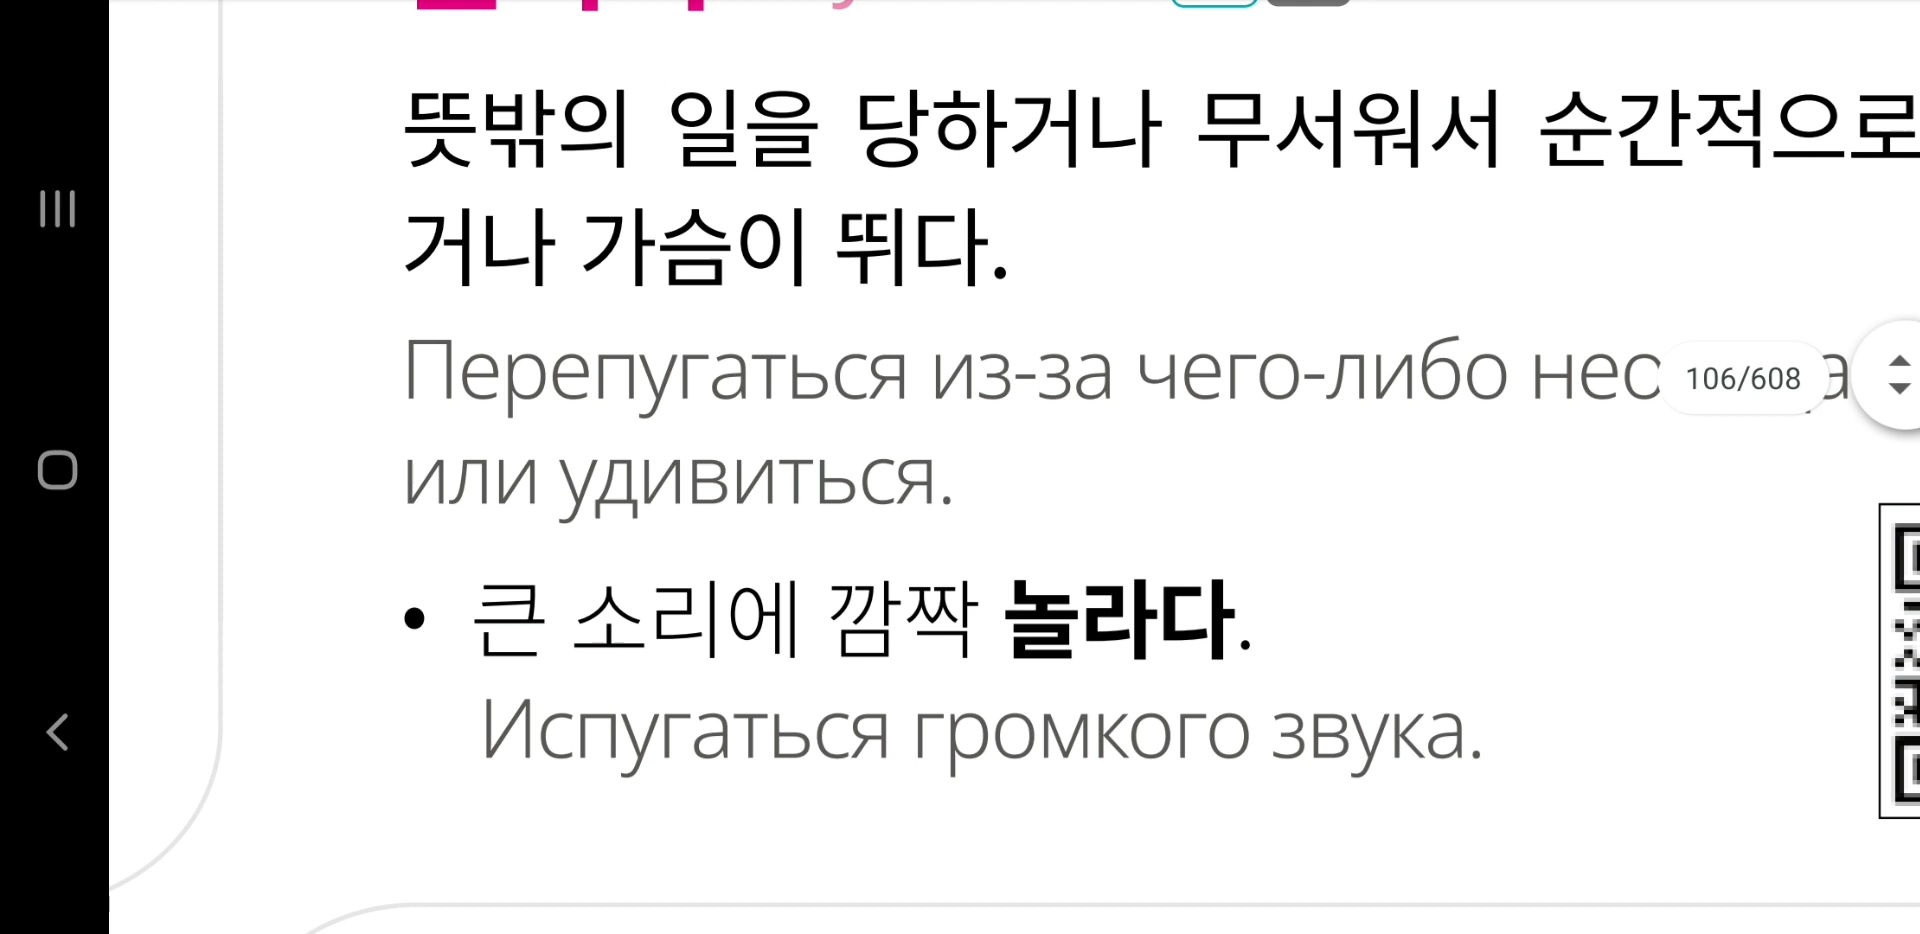 뜻밖의 일을 당하거나 무서워서 순간적으로
거나 가슴이 뛰다.
Перепугаться из-за чего-либо
106/608
или удивиться.
• 큰 소리에 깜짝 놀라다.
Испугаться громкого звука.